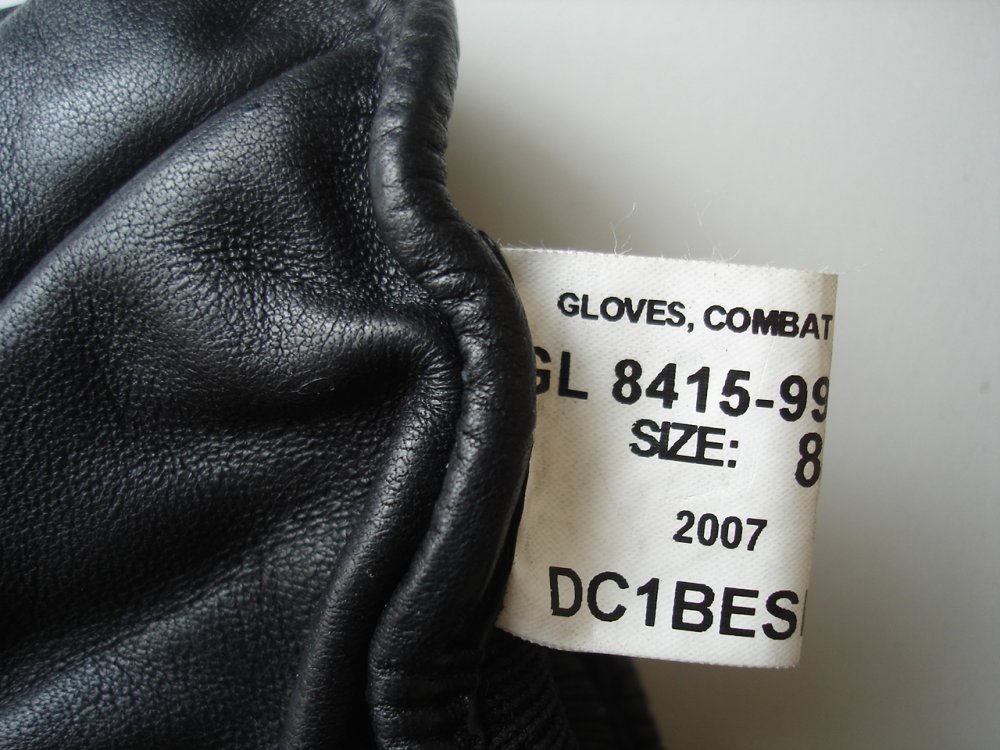 GLOVES, COMBAT
GL 8415-99
SIZE: 8
2007
DC1BES